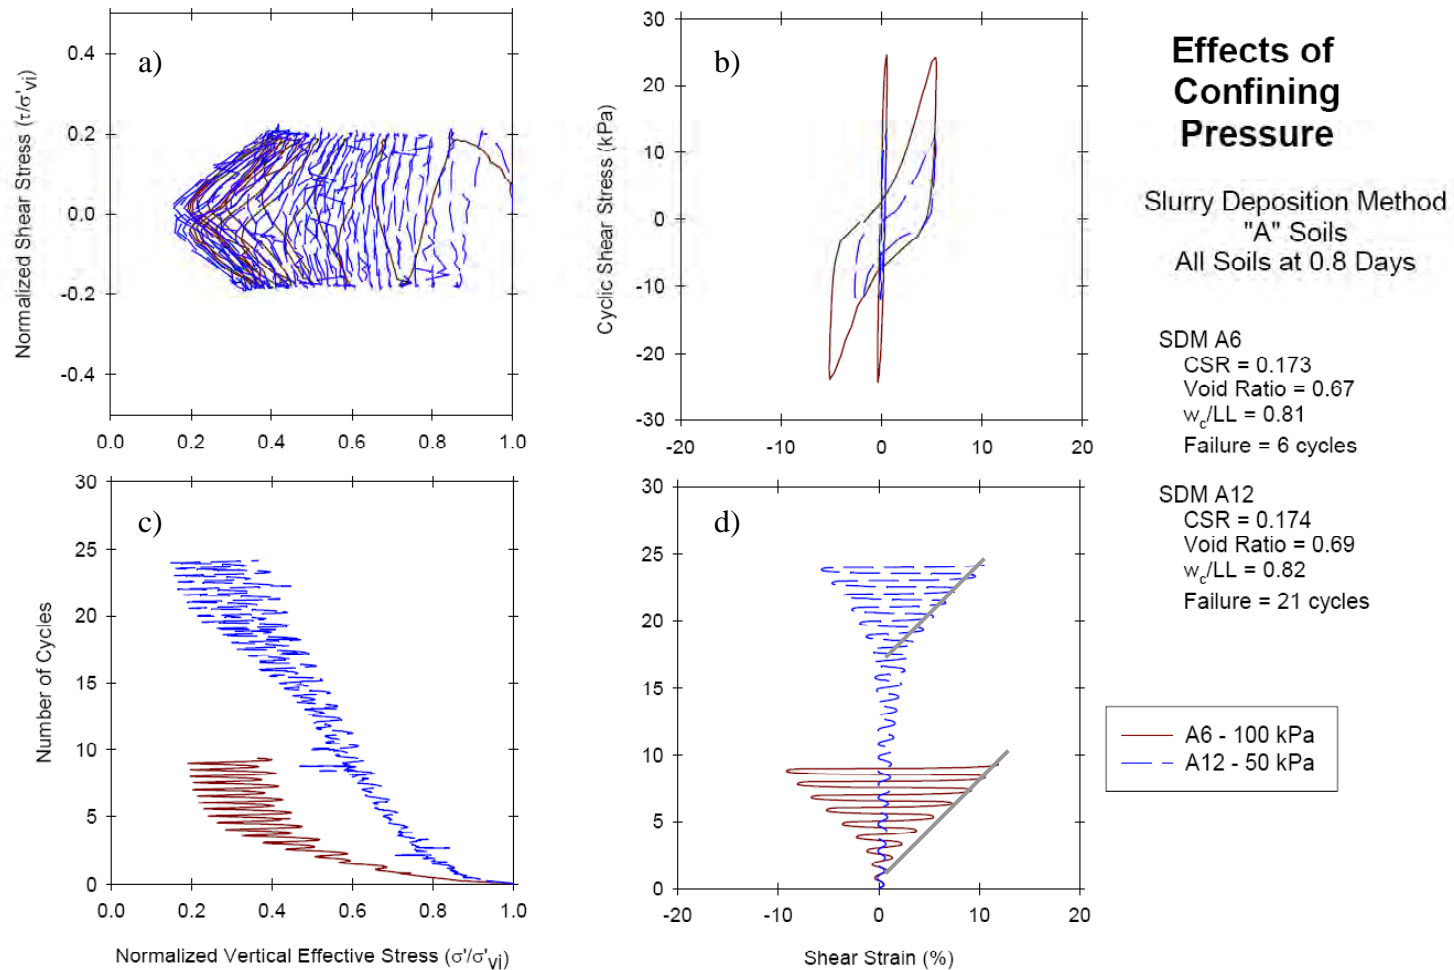 a)
0.4
0.2
0.0
-0.2
-0.4
Normalized Shear Stress (τ/σ'vi)
0.0 0.2 0.4 0.6 0.8 1.0
b)
30
20
10
0
-10
-20
-30
Cyclic Shear Stress (kPa)
-20 -10 0 10 20
c)
30
25
20
15
10
5
0
Number of Cycles
0.0 0.2 0.4 0.6 0.8 1.0
Normalized Vertical Effective Stress (σ'/σ'vi)
d)
30
25
20
15
10
5
0
-20 -10 0 10 20
Shear Strain (%)
Effects of
Confining
Pressure
Slurry Deposition Method
"A" Soils
All Soils at 0.8 Days
SDM A6
CSR = 0.173
Void Ratio = 0.67
wc/LL = 0.81
Failure = 6 cycles
SDM A12
CSR = 0.174
Void Ratio = 0.69
wc/LL = 0.82
Failure = 21 cycles
A6 - 100 kPa
A12 - 50 kPa